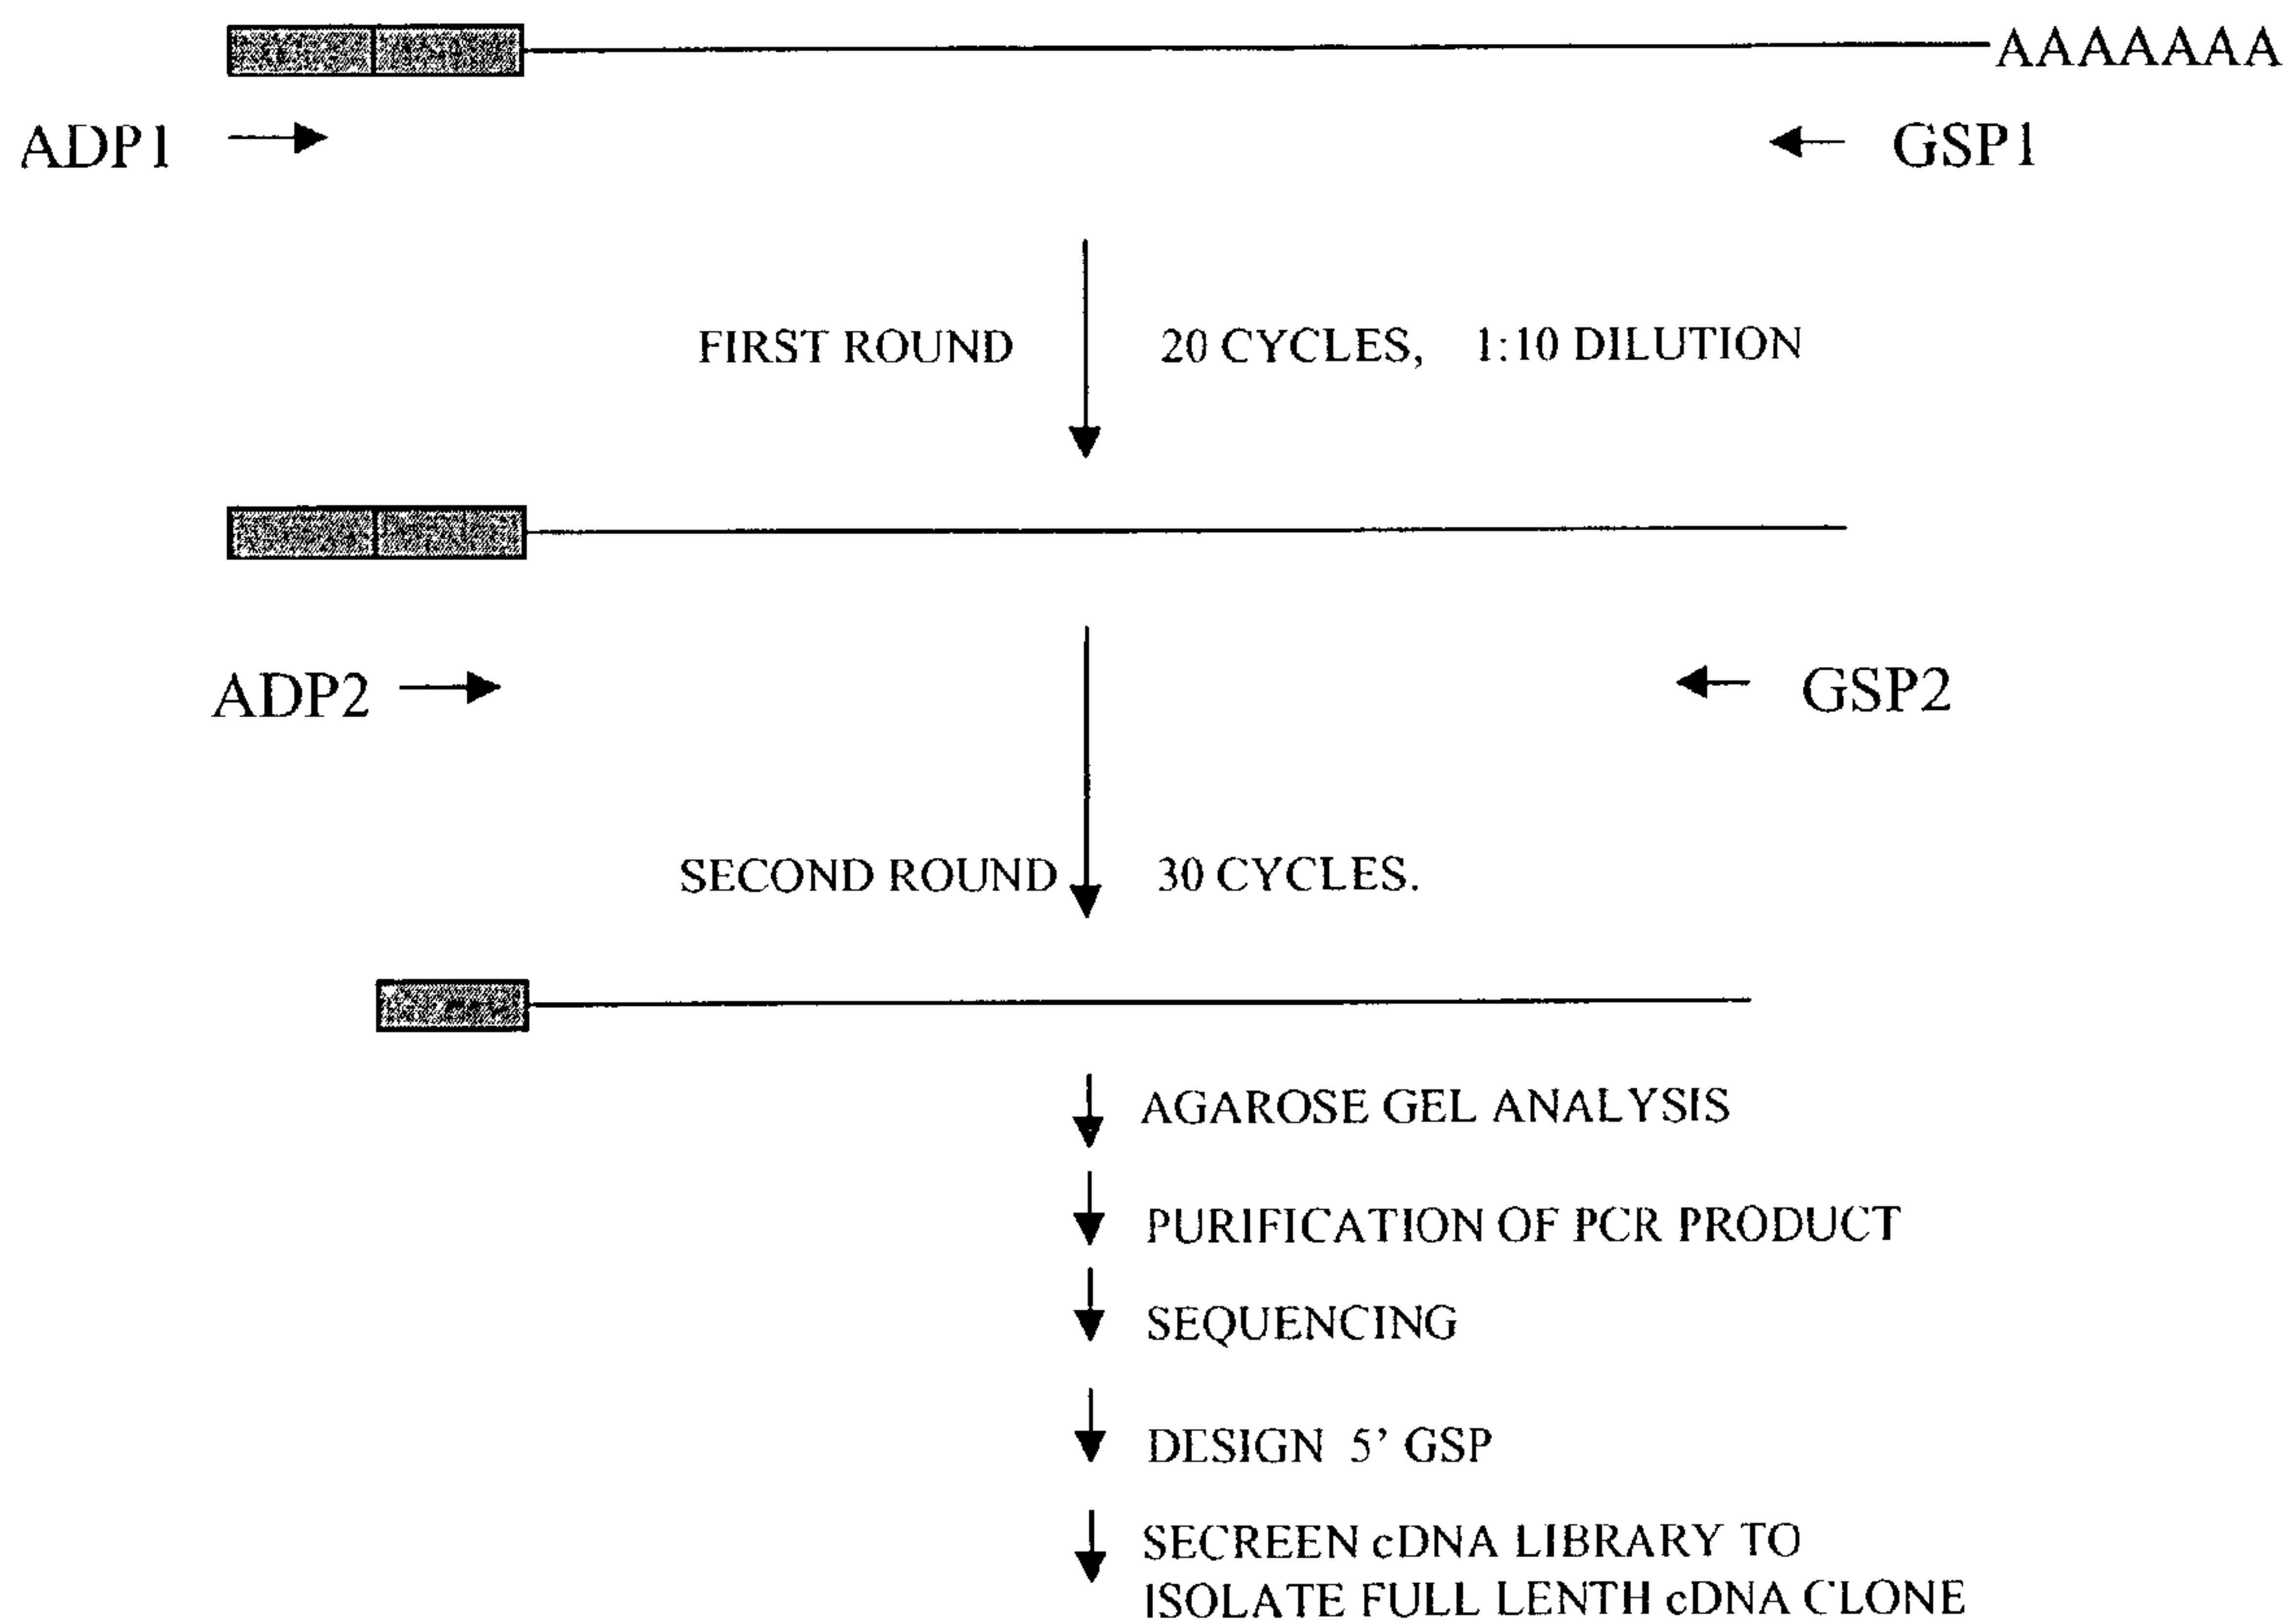 AAAAAAA
ADP1 GSP1
FIRST ROUND 20 CYCLES, 1:10 DILUTION
ADP2 GSP2
SECOND ROUND 30 CYCLES.
AGAROSE GEL ANALYSIS
PURIFICATION OF PCR PRODUCT
SEQUENCING
DESIGN 5' GSP
SECREEN cDNA LIBRARY TO
ISOLATE FULL LENTH cDNA CLONE